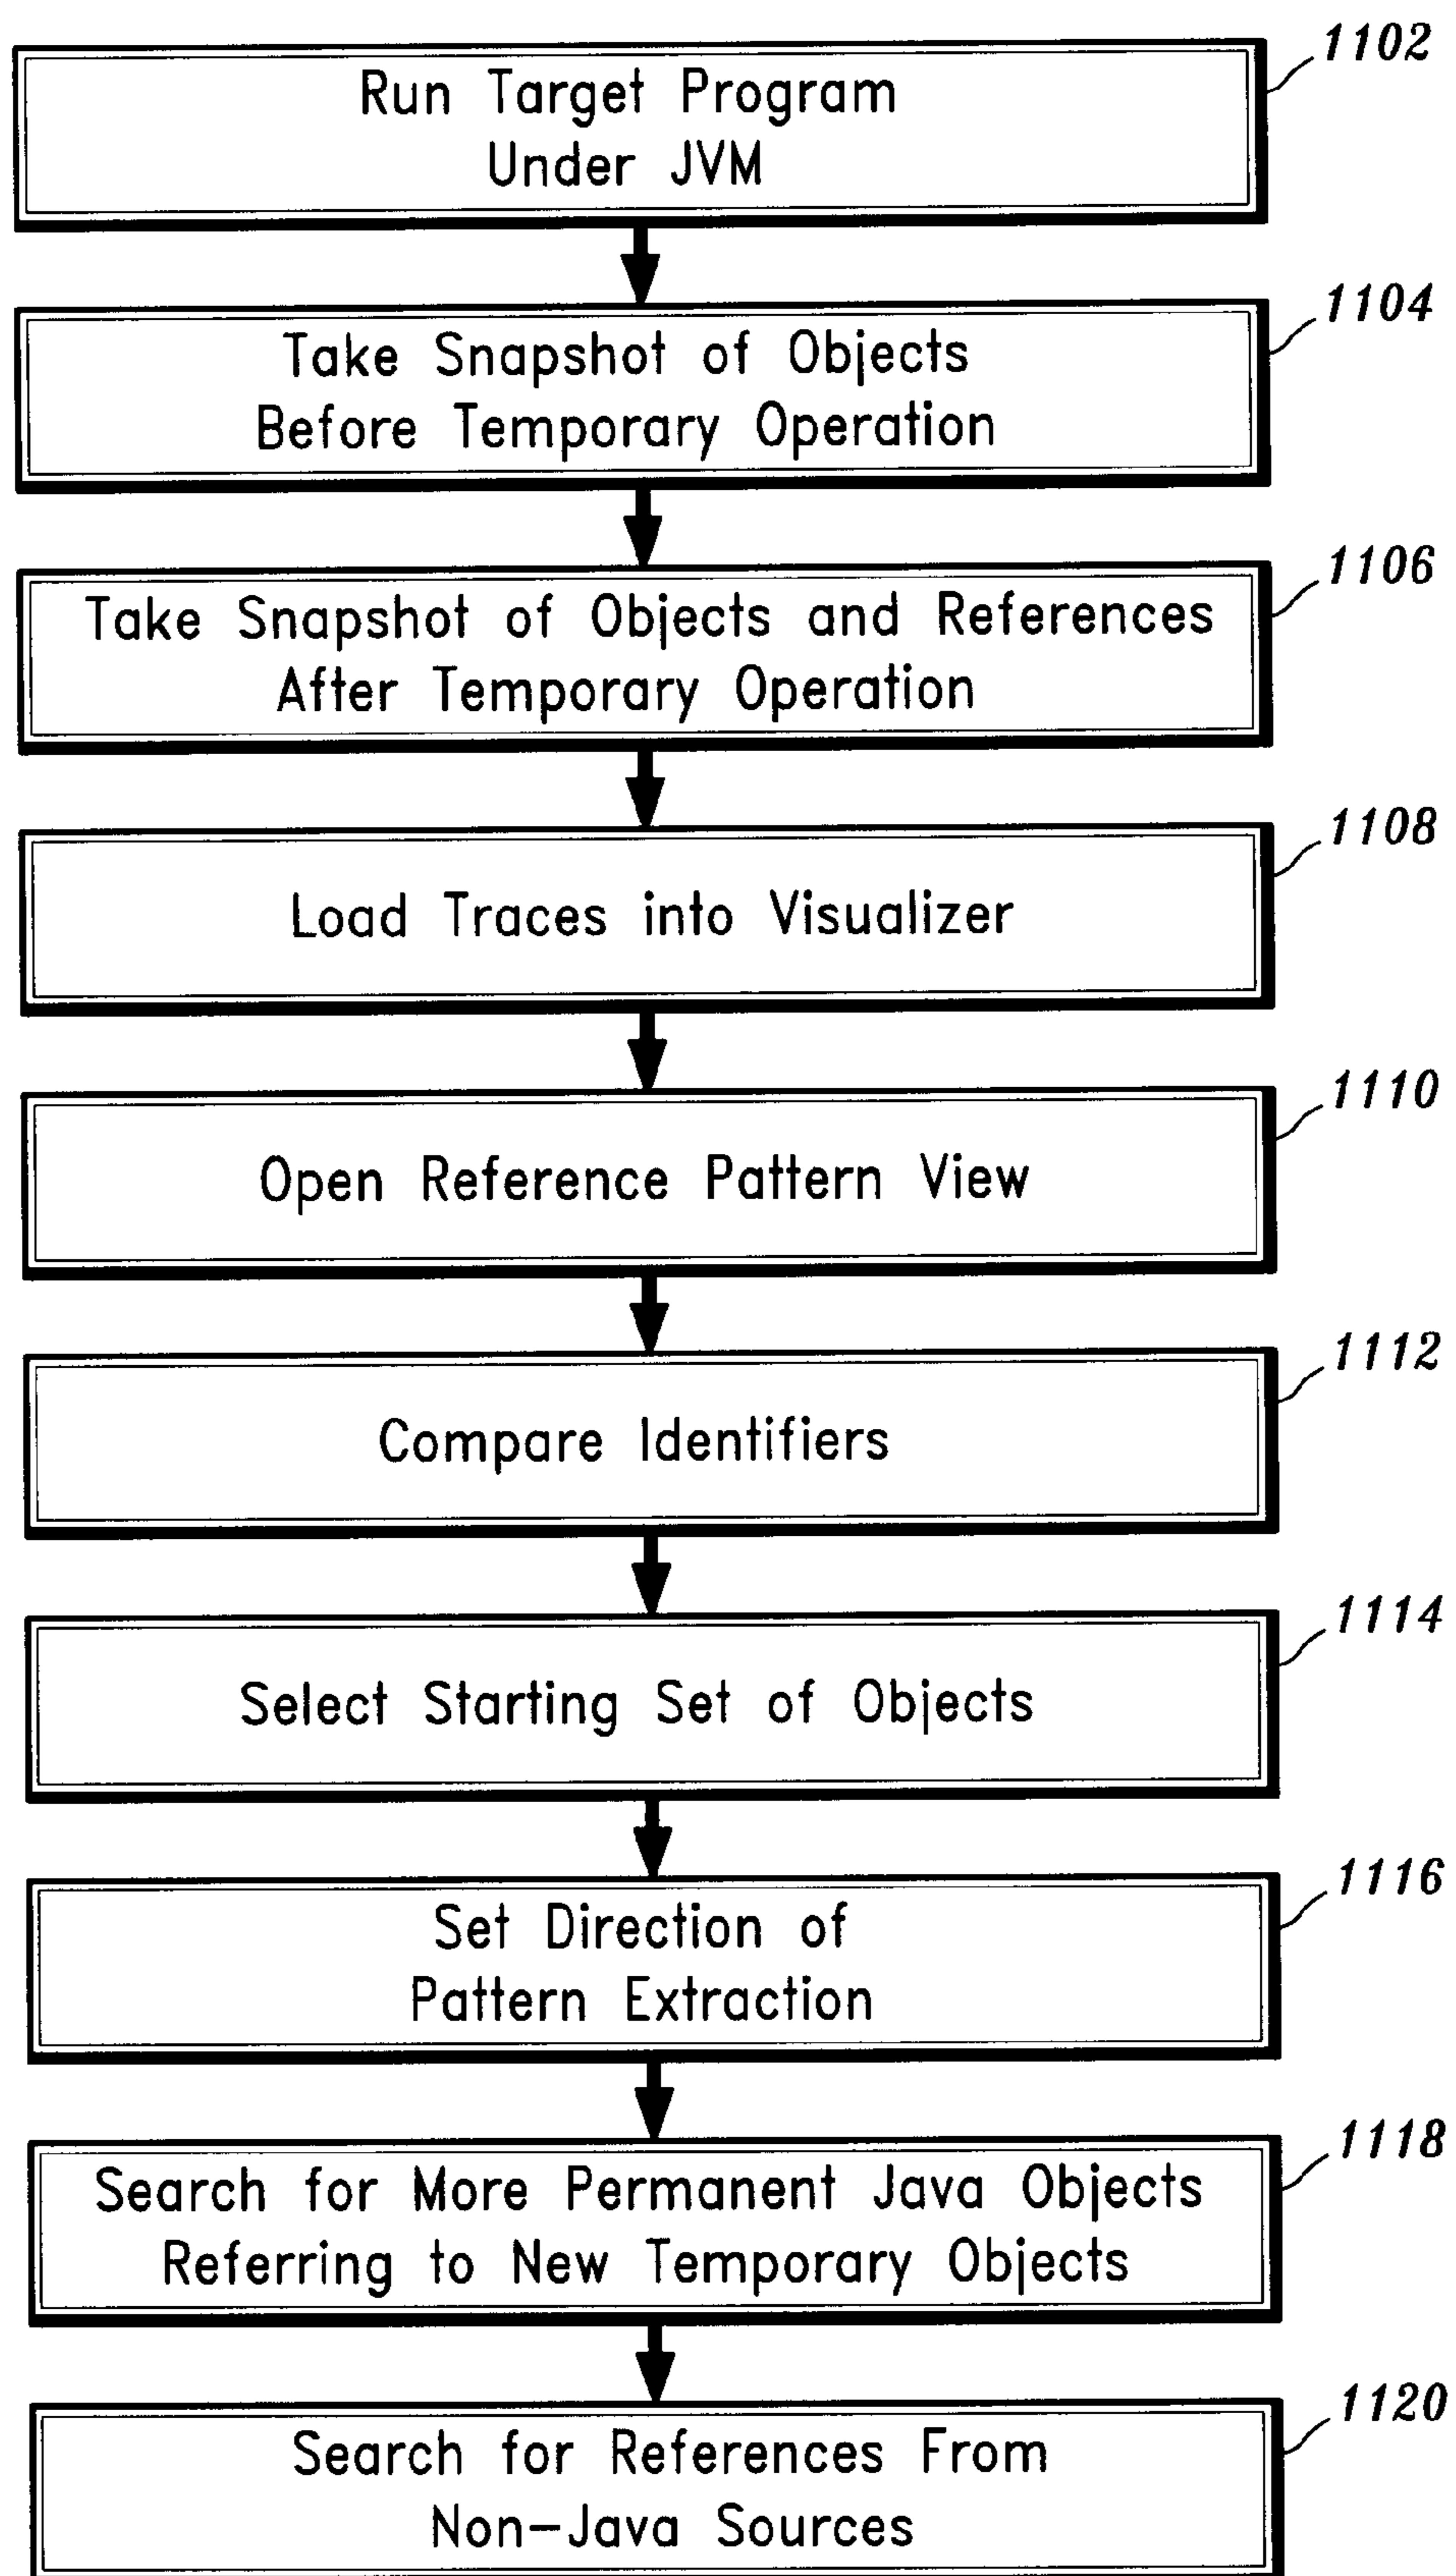 1102
Run Target Program
Under JVM
1104
Take Snapshot of Objects
Before Temporary Operation
1106
Take Snapshot of Objects and References
After Temporary Operation
1108
Load Traces into Visualizer
1110
Open Reference Pattern View
1112
Compare Identifiers
1114
Select Starting Set of Objects
1116
Set Direction of
Pattern Extraction
1118
Search for More Permanent Java Objects
Referring to New Temporary Objects
1120
Search for References From
Non-Java Sources